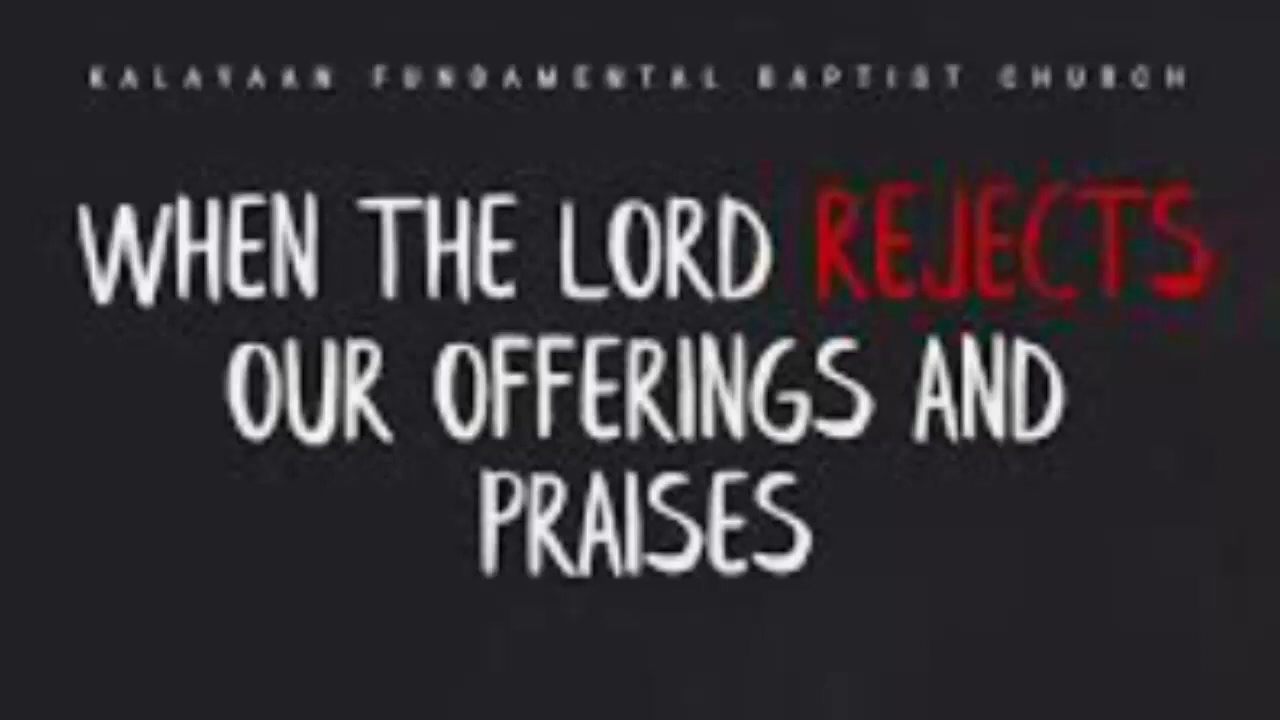 KALAYAAN FUNDAMENTAL BAPTIST CHURCH
WHEN THE LORD REJECTS
OUR OFFERINGS AND
PRAISES